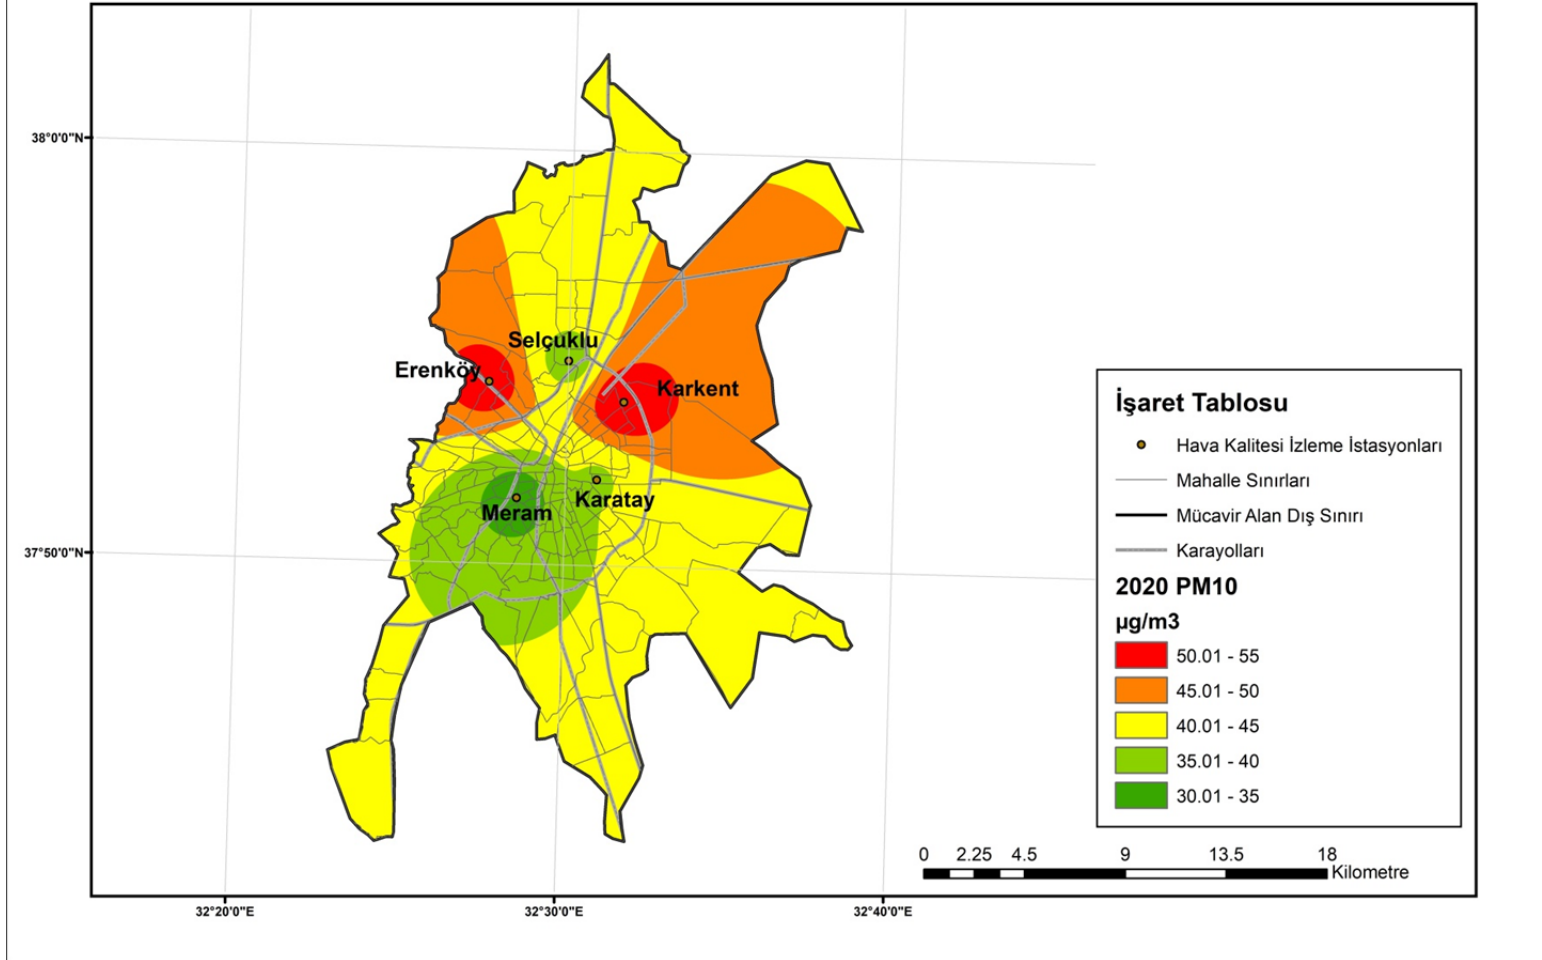 38°0'0"N
Selçuklu
Erenköy
Karkent
Karatay
Meram
37°50'0"N
İşaret Tablosu
Hava Kalitesi İzleme İstasyonları
Mahalle Sınırları
Mücavir Alan Dış Sınırı
Karayolları
2020 PM10
µg/m3
50.01 - 55
45.01 - 50
40.01 - 45
35.01 - 40
30.01 - 35
0 2.25 4.5 9 13.5 18
Kilometre
32°20'0"E 32°30'0"E 32°40'0"E